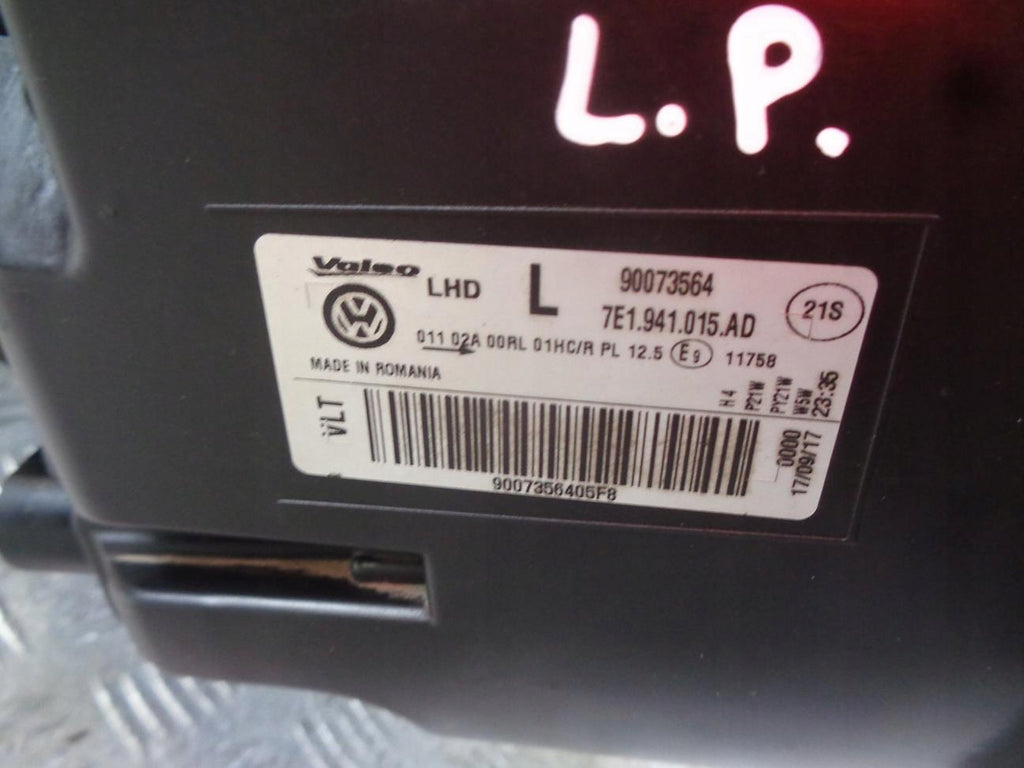 L.P.
Valeo LHD L 90073564
7E1.941.015.AD 21S
011 02A 00RL 01HC/R PL 12.5 E9 11758
MADE IN ROMANIA
H4
P21W
PY21W
W5W
23:35
VLT
0000
17/09/17
9007356405F8